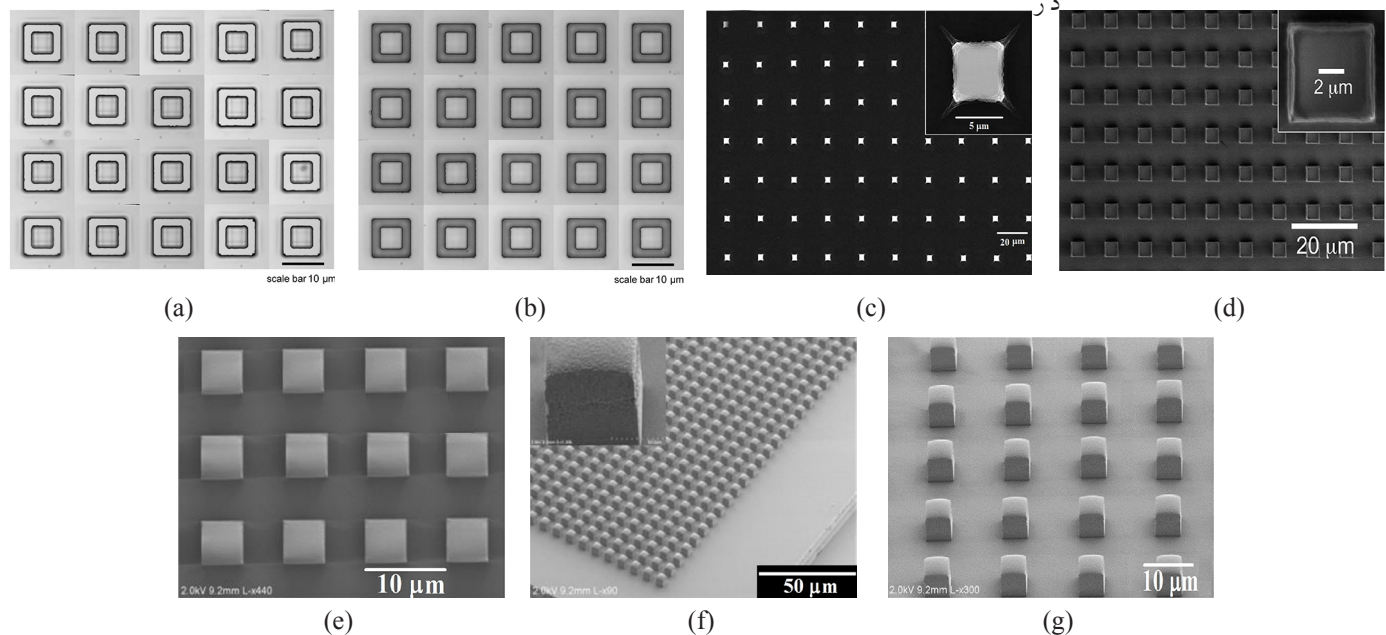 در
5 µm
20 µm
2 µm
20 µm
scale bar 10 µm
scale bar 10 µm
(a)
(b)
(c)
(d)
2.0kV 9.2mm L-x440
10 µm
2.0kV 9.2mm L-x90
50 µm
2.0kV 9.2mm L-x300
10 µm
(e)
(f)
(g)